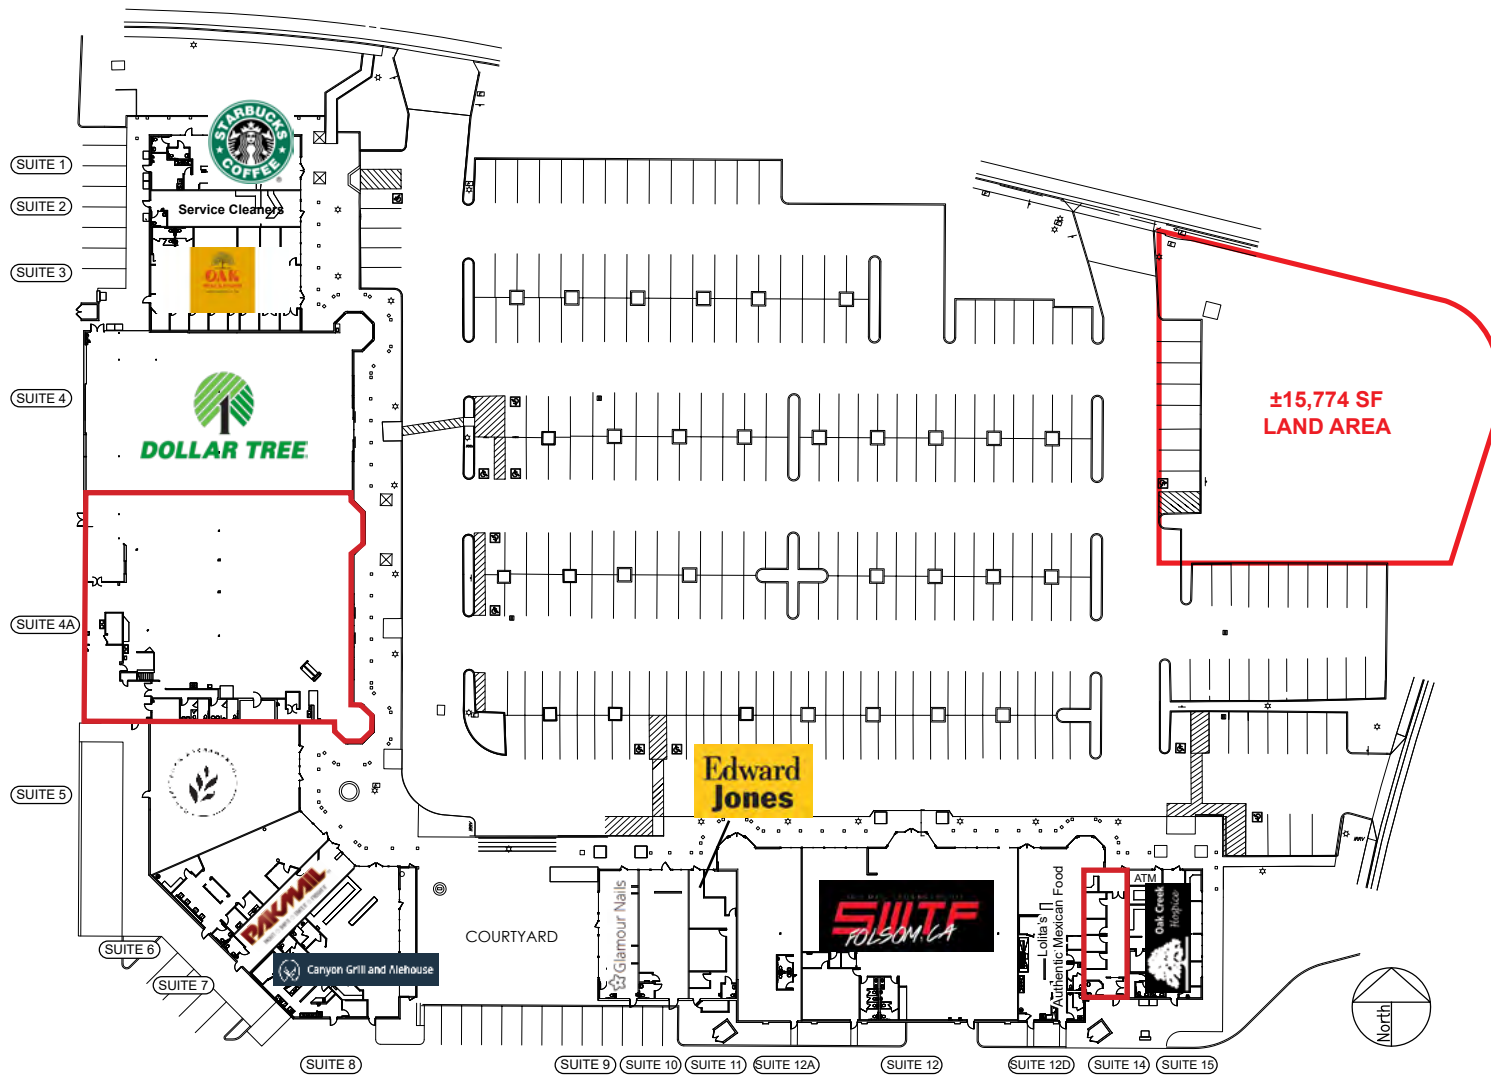 STARBUCKS
COFFEE
SUITE 1
SUITE 2
Service Cleaners
SUITE 3
OAK
SUITE 4
DOLLAR TREE
±15,774 SF
LAND AREA
SUITE 4A
SUITE 5
Edward
Jones
PAKMAIL
SUITE 6
SUITE 7
Canyon Grill and Alehouse
COURTYARD
Glamour Nails
SWTF
FOLSOM, CA
Lolita's
Authentic Mexican Food
ATM
Oak Creek
Hospice
North
SUITE 8
SUITE 9
SUITE 10
SUITE 11
SUITE 12A
SUITE 12
SUITE 12D
SUITE 14
SUITE 15